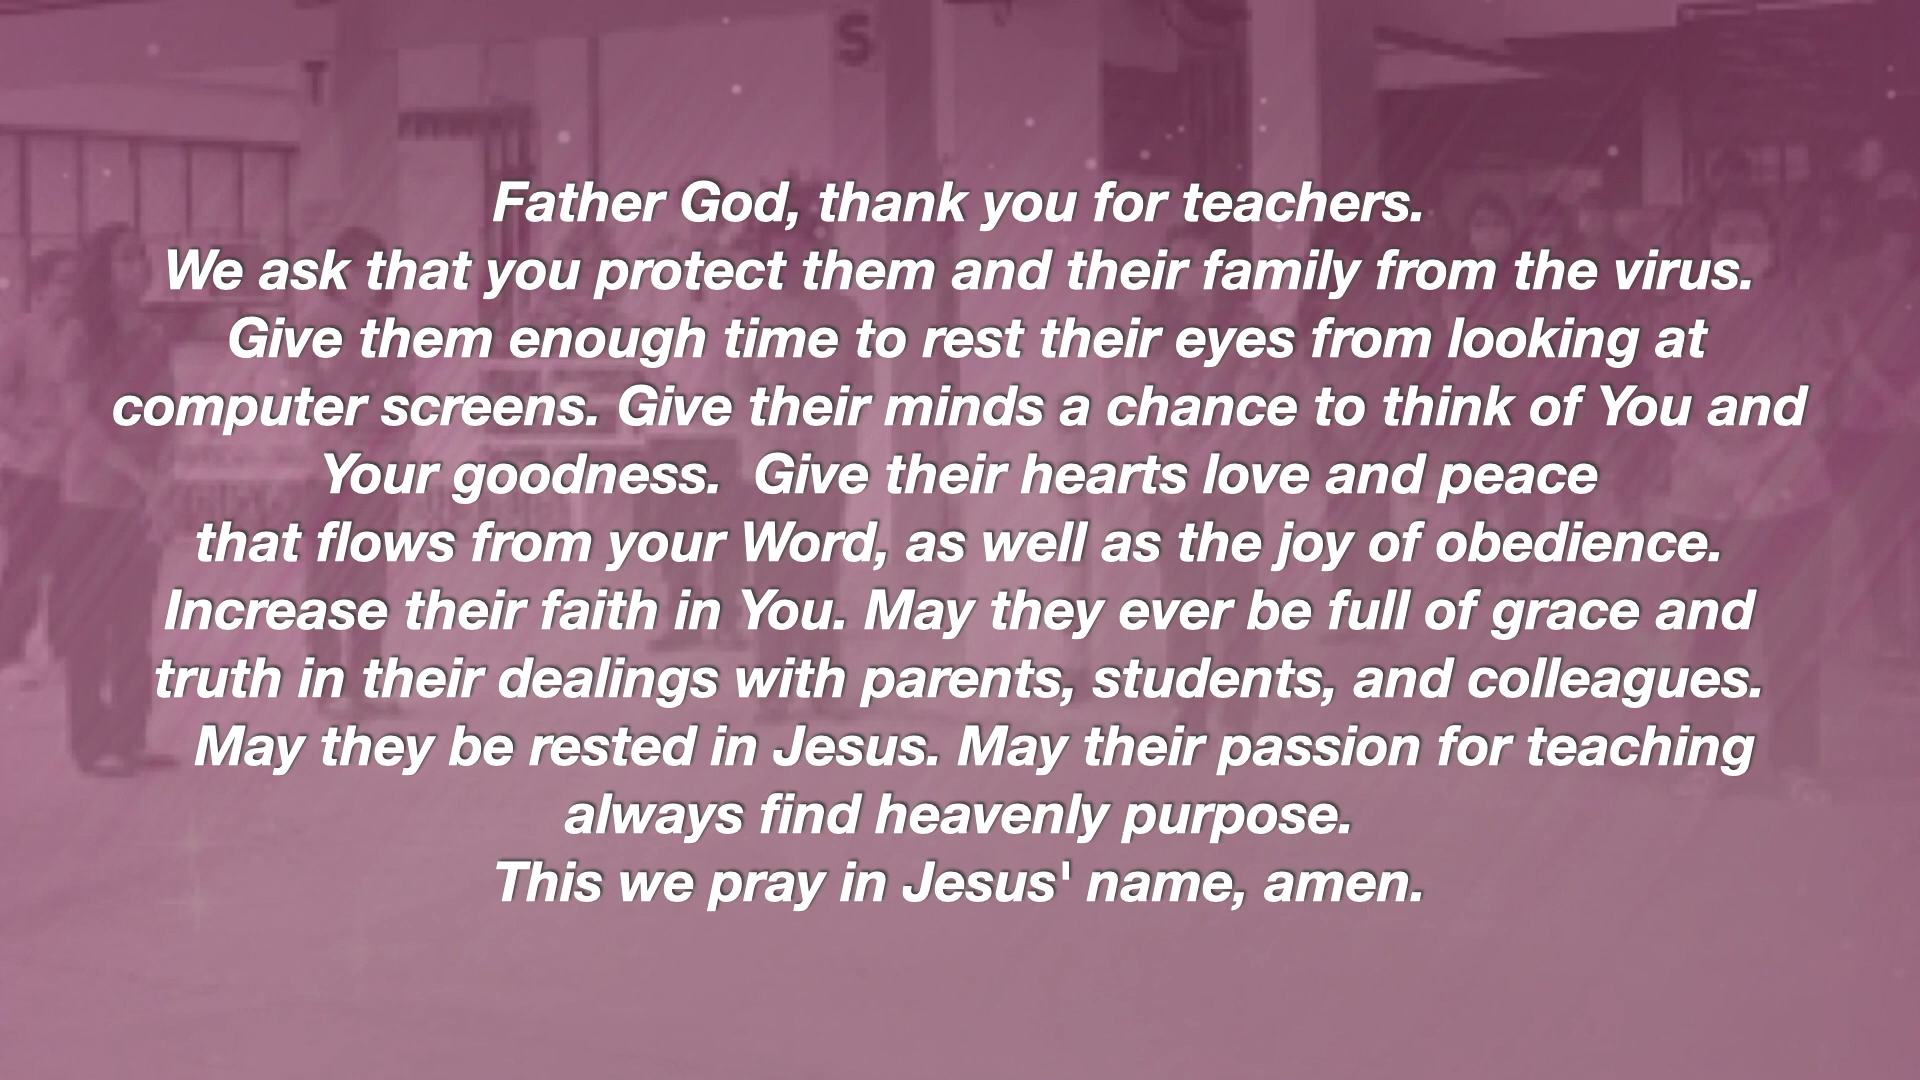 S
T
Father God, thank you for teachers.
We ask that you protect them and their family from the virus.
Give them enough time to rest their eyes from looking at
computer screens. Give their minds a chance to think of You and
Your goodness.  Give their hearts love and peace
that flows from your Word, as well as the joy of obedience.
Increase their faith in You. May they ever be full of grace and
truth in their dealings with parents, students, and colleagues.
May they be rested in Jesus. May their passion for teaching
always find heavenly purpose.
This we pray in Jesus' name, amen.